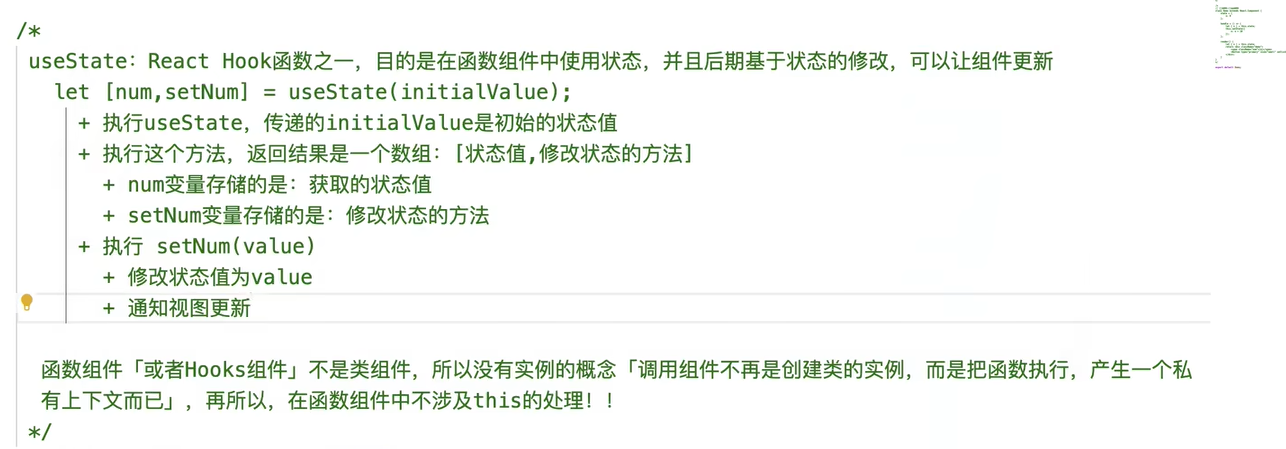 /*
useState：React Hook函数之一，目的是在函数组件中使用状态，并且后期基于状态的修改，可以让组件更新
let [num,setNum] = useState(initialValue);
+ 执行useState，传递的initialValue是初始的状态值
+ 执行这个方法，返回结果是一个数组：[状态值,修改状态的方法]
+ num变量存储的是：获取的状态值
+ setNum变量存储的是：修改状态的方法
+ 执行 setNum(value)
+ 修改状态值为value
+ 通知视图更新
函数组件「或者Hooks组件」不是类组件，所以没有实例的概念「调用组件不再是创建类的实例，而是把函数执行，产生一个私
有上下文而已」，再所以，在函数组件中不涉及this的处理！！
*/